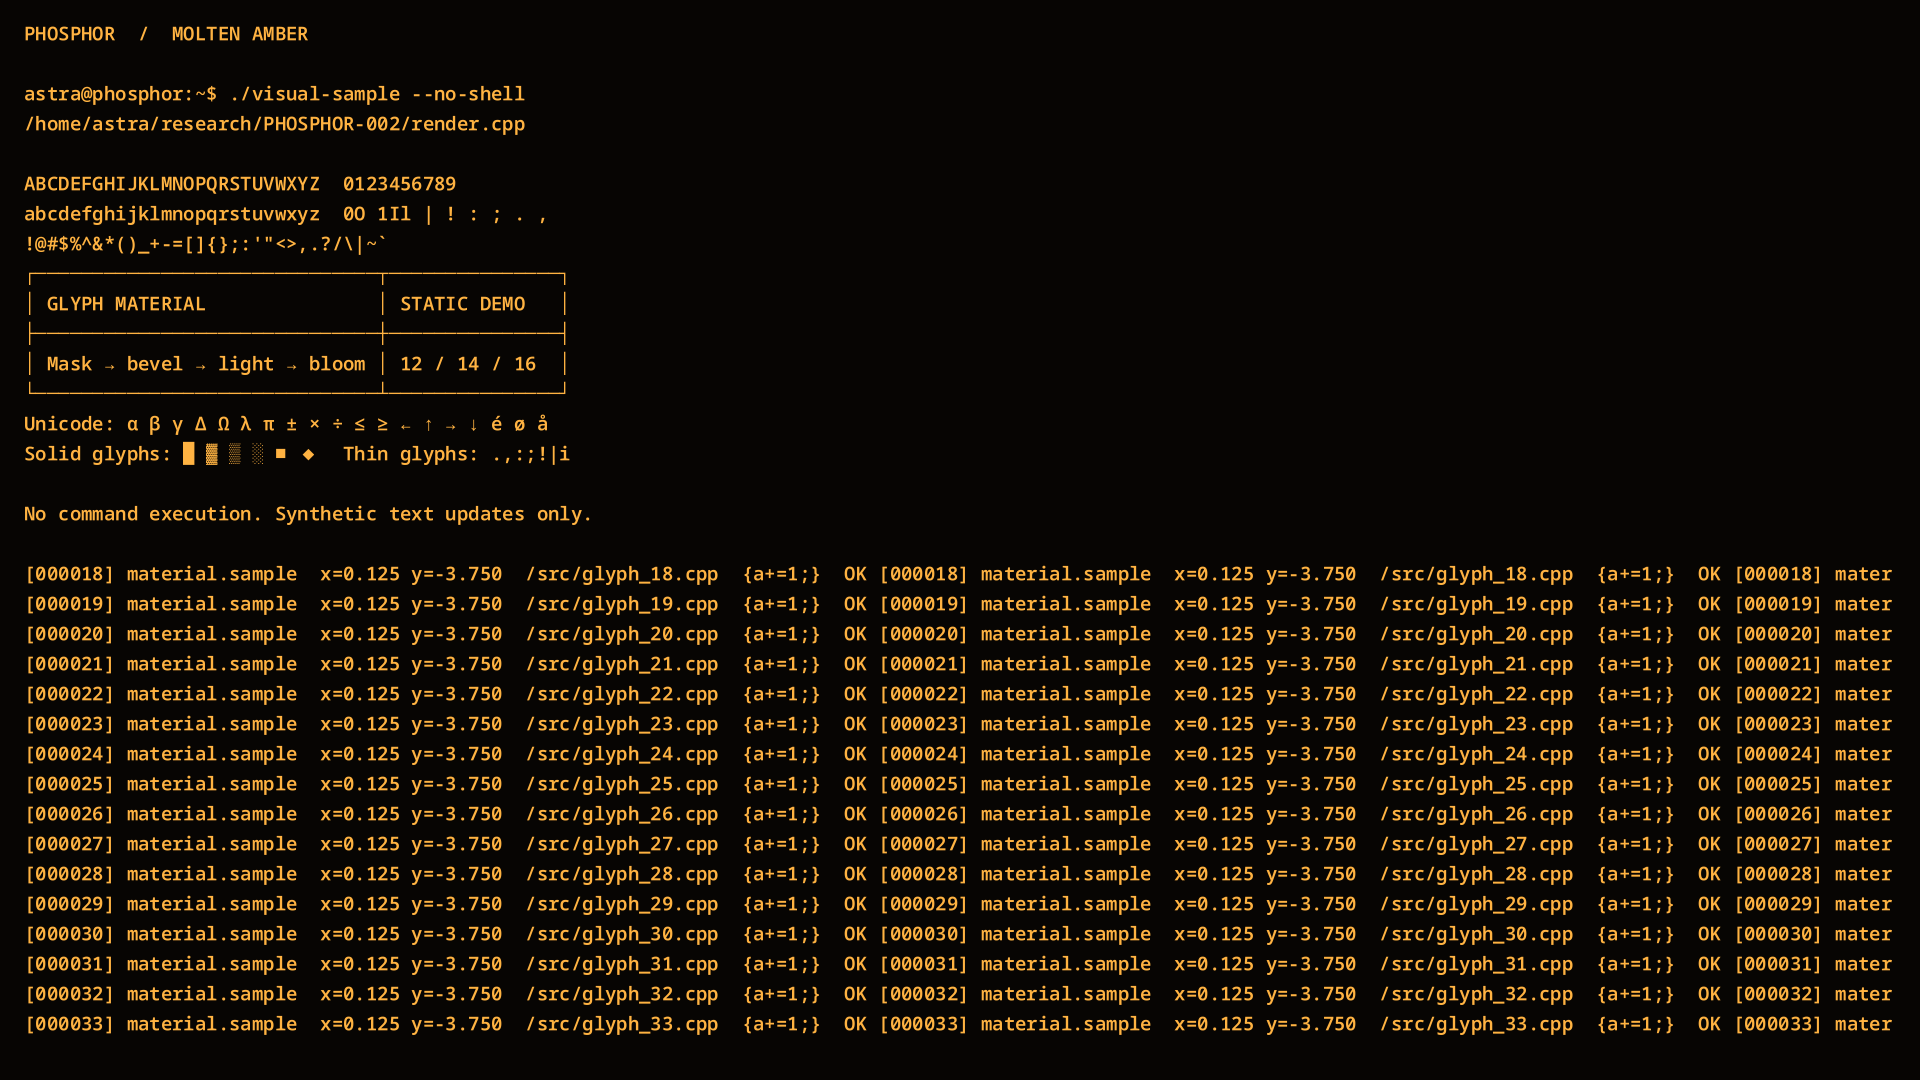 PHOSPHOR  /  MOLTEN AMBER
astra@phosphor:~$ ./visual-sample --no-shell
/home/astra/research/PHOSPHOR-002/render.cpp
ABCDEFGHIJKLMNOPQRSTUVWXYZ  0123456789
abcdefghijklmnopqrstuvwxyz  0O 1Il | ! : ; . ,
!@#$%^&*()_+-=[]{};:'"<>,.?/\|~`
┌──────────────────────────────┬───────────────┐
│ GLYPH MATERIAL               │ STATIC DEMO   │
├──────────────────────────────┼───────────────┤
│ Mask → bevel → light → bloom │ 12 / 14 / 16  │
└──────────────────────────────┴───────────────┘
Unicode: α β γ Δ Ω λ π ± × ÷ ≤ ≥ ← ↑ → ↓ é ø å
Solid glyphs: █ ▓ ▒ ░ ■ ◆  Thin glyphs: .,:;!|i
No command execution. Synthetic text updates only.
[000018] material.sample  x=0.125 y=-3.750  /src/glyph_18.cpp  {a+=1;}  OK [000018] material.sample  x=0.125 y=-3.750  /src/glyph_18.cpp  {a+=1;}  OK [000018] mater
[000019] material.sample  x=0.125 y=-3.750  /src/glyph_19.cpp  {a+=1;}  OK [000019] material.sample  x=0.125 y=-3.750  /src/glyph_19.cpp  {a+=1;}  OK [000019] mater
[000020] material.sample  x=0.125 y=-3.750  /src/glyph_20.cpp  {a+=1;}  OK [000020] material.sample  x=0.125 y=-3.750  /src/glyph_20.cpp  {a+=1;}  OK [000020] mater
[000021] material.sample  x=0.125 y=-3.750  /src/glyph_21.cpp  {a+=1;}  OK [000021] material.sample  x=0.125 y=-3.750  /src/glyph_21.cpp  {a+=1;}  OK [000021] mater
[000022] material.sample  x=0.125 y=-3.750  /src/glyph_22.cpp  {a+=1;}  OK [000022] material.sample  x=0.125 y=-3.750  /src/glyph_22.cpp  {a+=1;}  OK [000022] mater
[000023] material.sample  x=0.125 y=-3.750  /src/glyph_23.cpp  {a+=1;}  OK [000023] material.sample  x=0.125 y=-3.750  /src/glyph_23.cpp  {a+=1;}  OK [000023] mater
[000024] material.sample  x=0.125 y=-3.750  /src/glyph_24.cpp  {a+=1;}  OK [000024] material.sample  x=0.125 y=-3.750  /src/glyph_24.cpp  {a+=1;}  OK [000024] mater
[000025] material.sample  x=0.125 y=-3.750  /src/glyph_25.cpp  {a+=1;}  OK [000025] material.sample  x=0.125 y=-3.750  /src/glyph_25.cpp  {a+=1;}  OK [000025] mater
[000026] material.sample  x=0.125 y=-3.750  /src/glyph_26.cpp  {a+=1;}  OK [000026] material.sample  x=0.125 y=-3.750  /src/glyph_26.cpp  {a+=1;}  OK [000026] mater
[000027] material.sample  x=0.125 y=-3.750  /src/glyph_27.cpp  {a+=1;}  OK [000027] material.sample  x=0.125 y=-3.750  /src/glyph_27.cpp  {a+=1;}  OK [000027] mater
[000028] material.sample  x=0.125 y=-3.750  /src/glyph_28.cpp  {a+=1;}  OK [000028] material.sample  x=0.125 y=-3.750  /src/glyph_28.cpp  {a+=1;}  OK [000028] mater
[000029] material.sample  x=0.125 y=-3.750  /src/glyph_29.cpp  {a+=1;}  OK [000029] material.sample  x=0.125 y=-3.750  /src/glyph_29.cpp  {a+=1;}  OK [000029] mater
[000030] material.sample  x=0.125 y=-3.750  /src/glyph_30.cpp  {a+=1;}  OK [000030] material.sample  x=0.125 y=-3.750  /src/glyph_30.cpp  {a+=1;}  OK [000030] mater
[000031] material.sample  x=0.125 y=-3.750  /src/glyph_31.cpp  {a+=1;}  OK [000031] material.sample  x=0.125 y=-3.750  /src/glyph_31.cpp  {a+=1;}  OK [000031] mater
[000032] material.sample  x=0.125 y=-3.750  /src/glyph_32.cpp  {a+=1;}  OK [000032] material.sample  x=0.125 y=-3.750  /src/glyph_32.cpp  {a+=1;}  OK [000032] mater
[000033] material.sample  x=0.125 y=-3.750  /src/glyph_33.cpp  {a+=1;}  OK [000033] material.sample  x=0.125 y=-3.750  /src/glyph_33.cpp  {a+=1;}  OK [000033] mater